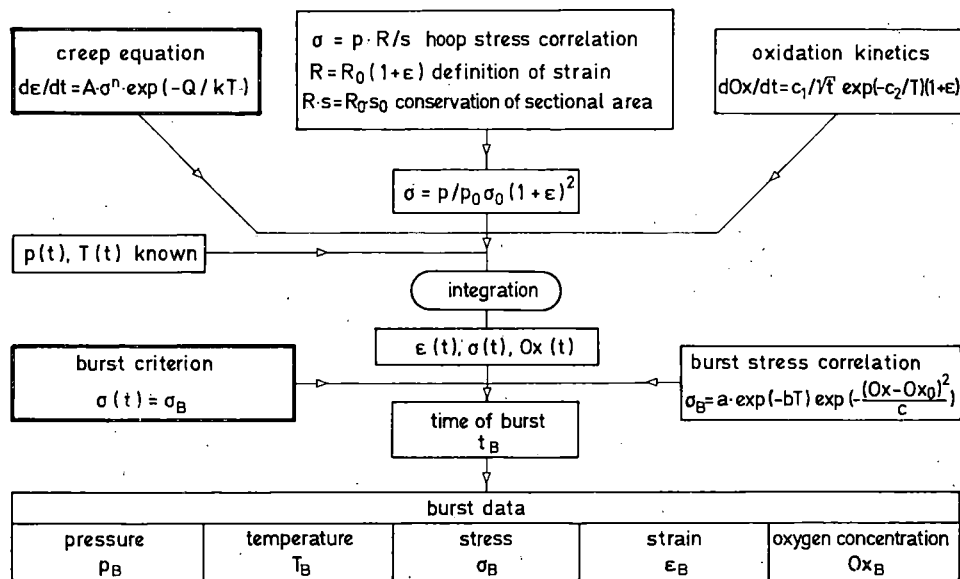 creep equation
dε/dt = A·σⁿ·exp(-Q/kT)
σ = p·R/s hoop stress correlation
R = R₀(1+ε) definition of strain
R·s = R₀·s₀ conservation of sectional area
oxidation kinetics
dOx/dt = c₁/√t exp(-c₂/T)(1+ε)
σ = p/p₀ σ₀ (1+ε)²
p(t), T(t) known
integration
ε(t), σ(t), Ox(t)
burst criterion
σ(t) = σ_B
burst stress correlation
σ_B = a·exp(-bT) exp(-(Ox-Ox₀)²/c)
time of burst
t_B
burst data
pressure
p_B
temperature
T_B
stress
σ_B
strain
ε_B
oxygen concentration
Ox_B